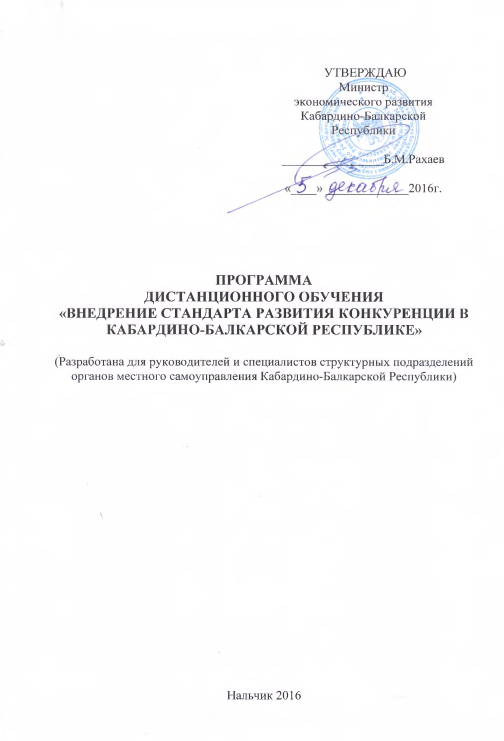 УТВЕРЖДАЮ
Министр
экономического развития
Кабардино-Балкарской
Республики
Б.М.Рахаев
«5» декабря 2016г.
ПРОГРАММА
ДИСТАНЦИОННОГО ОБУЧЕНИЯ
«ВНЕДРЕНИЕ СТАНДАРТА РАЗВИТИЯ КОНКУРЕНЦИИ В
КАБАРДИНО-БАЛКАРСКОЙ РЕСПУБЛИКЕ»
(Разработана для руководителей и специалистов структурных подразделений
органов местного самоуправления Кабардино-Балкарской Республики)
Нальчик 2016